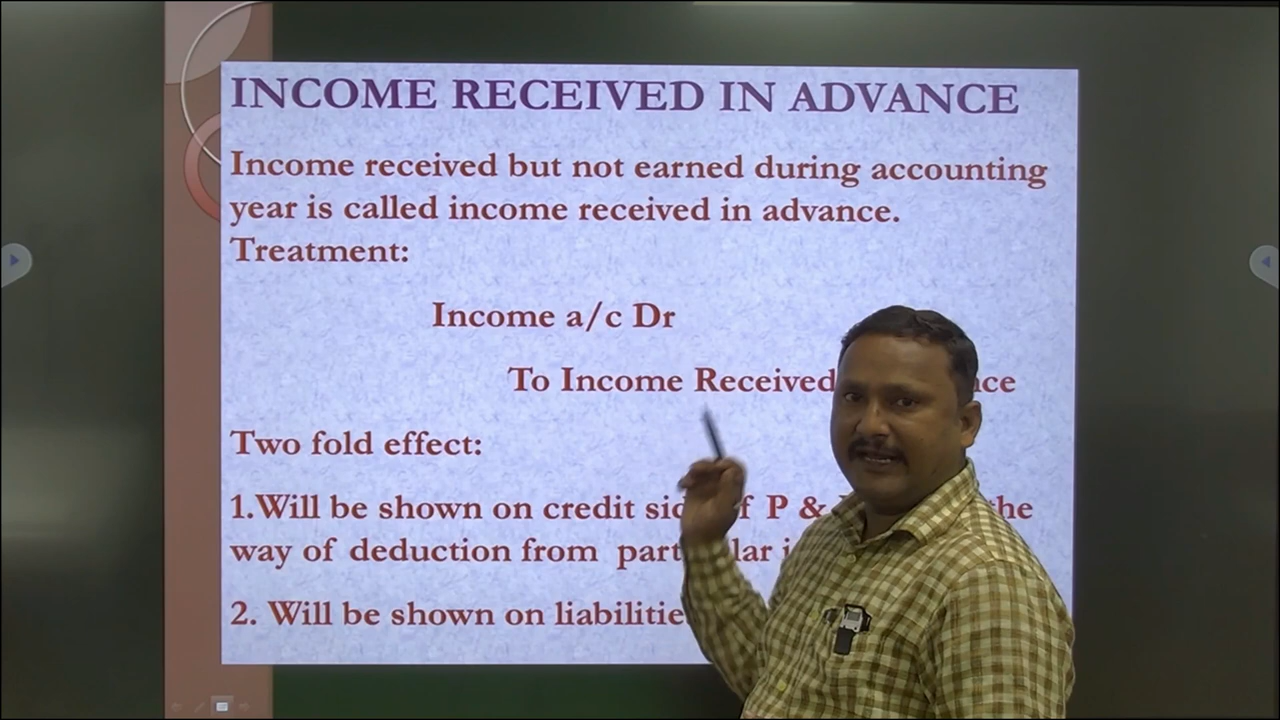 INCOME RECEIVED IN ADVANCE
Income received but not earned during accounting
year is called income received in advance.
Treatment:
Income a/c Dr
To Income Received
Two fold effect:
1.Will be shown on credit P & the
way of deduction from
2. Will be shown on